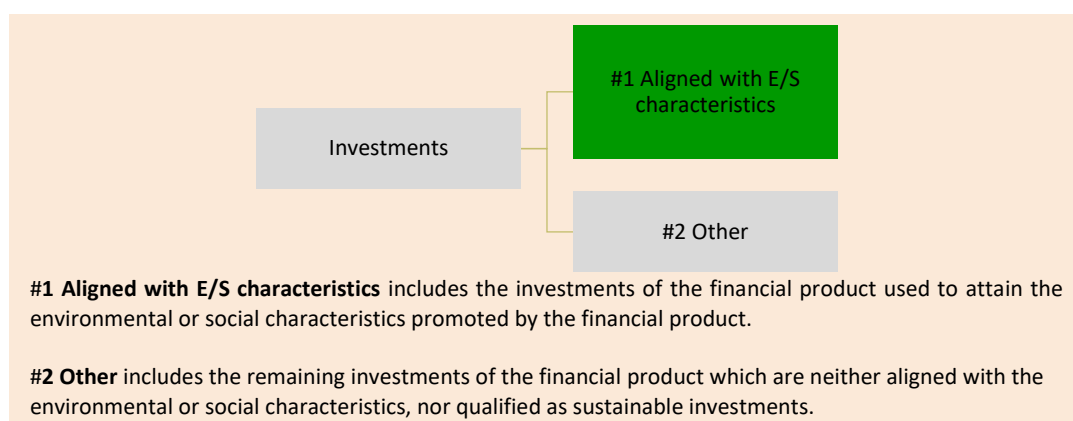 #1 Aligned with E/S
characteristics
Investments
#2 Other
#1 Aligned with E/S characteristics includes the investments of the financial product used to attain the
environmental or social characteristics promoted by the financial product.
#2 Other includes the remaining investments of the financial product which are neither aligned with the
environmental or social characteristics, nor qualified as sustainable investments.